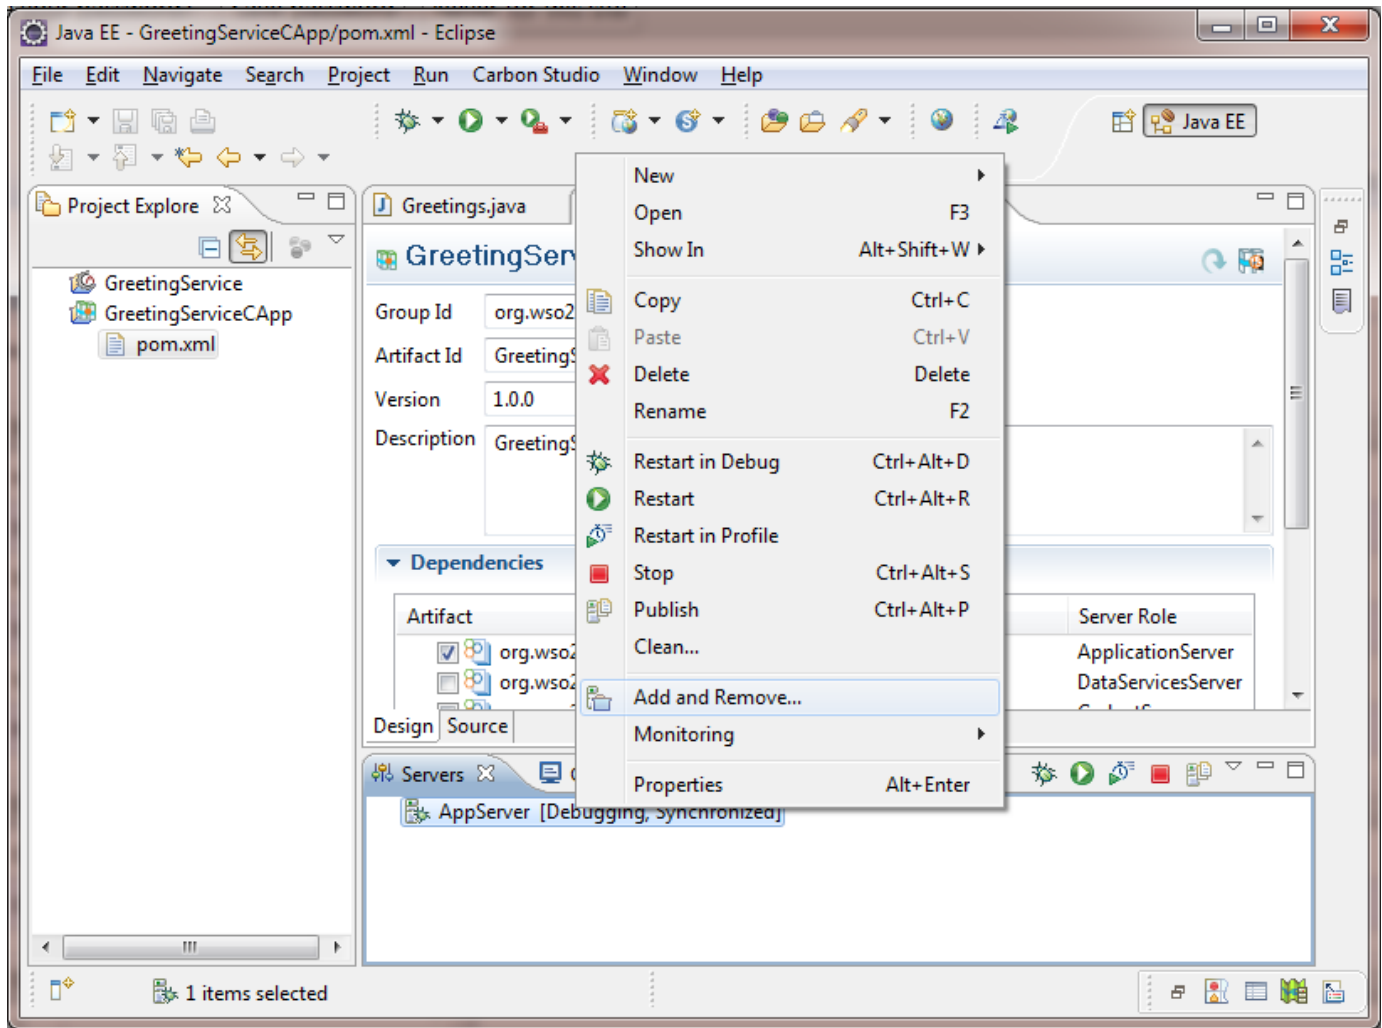 Java EE - GreetingServiceCApp/pom.xml - Eclipse
File Edit Navigate Search Project Run Carbon Studio Window Help
Java EE
Project Explore
Greetings.java
GreetingService
GreetingServiceCApp
pom.xml
GreetingSer
Group Id org.wso2
Artifact Id Greeting
Version 1.0.0
Description Greeting
Dependencies
Artifact Server Role
org.wso2 ApplicationServer
org.wso2 DataServicesServer
Design Source
New
Open F3
Show In Alt+Shift+W
Copy Ctrl+C
Paste Ctrl+V
Delete Delete
Rename F2
Restart in Debug Ctrl+Alt+D
Restart Ctrl+Alt+R
Restart in Profile
Stop Ctrl+Alt+S
Publish Ctrl+Alt+P
Clean...
Add and Remove...
Monitoring
Properties Alt+Enter
Servers
AppServer [Debugging, Synchronized]
1 items selected